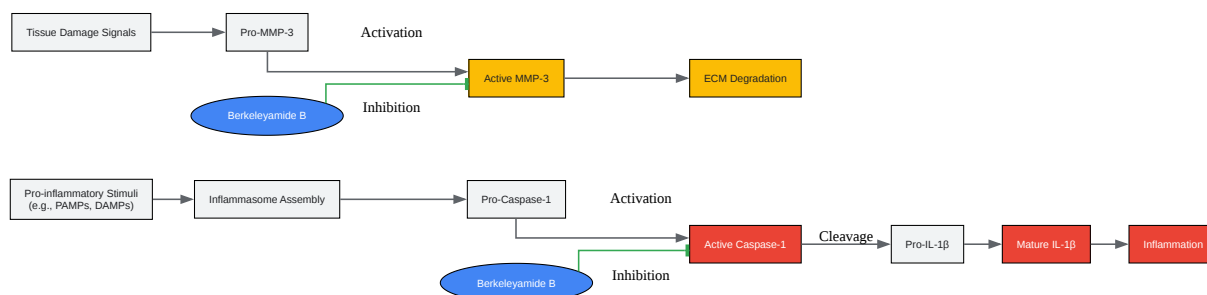 Tissue Damage Signals
Pro-MMP-3
Activation
Active MMP-3
ECM Degradation
Inhibition
Berkeleyamide B
Pro-inflammatory Stimuli
(e.g., PAMPs, DAMPs)
Inflammasome Assembly
Pro-Caspase-1
Activation
Active Caspase-1
Cleavage
Pro-IL-1β
Mature IL-1β
Inflammation
Inhibition
Berkeleyamide B